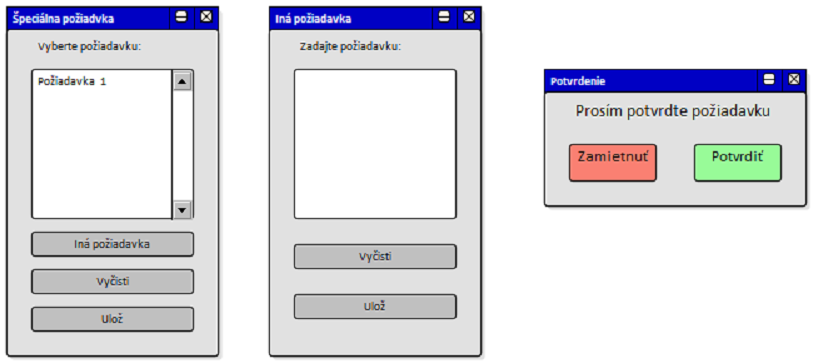 Špeciálna požiadvka
Vyberte požiadavku:
Požiadavka 1
Iná požiadavka
Vyčisti
Ulož
Iná požiadavka
Zadajte požiadavku:
Vyčisti
Ulož
Potvrdenie
Prosím potvrdte požiadavku
Zamietnuť
Potvrdiť